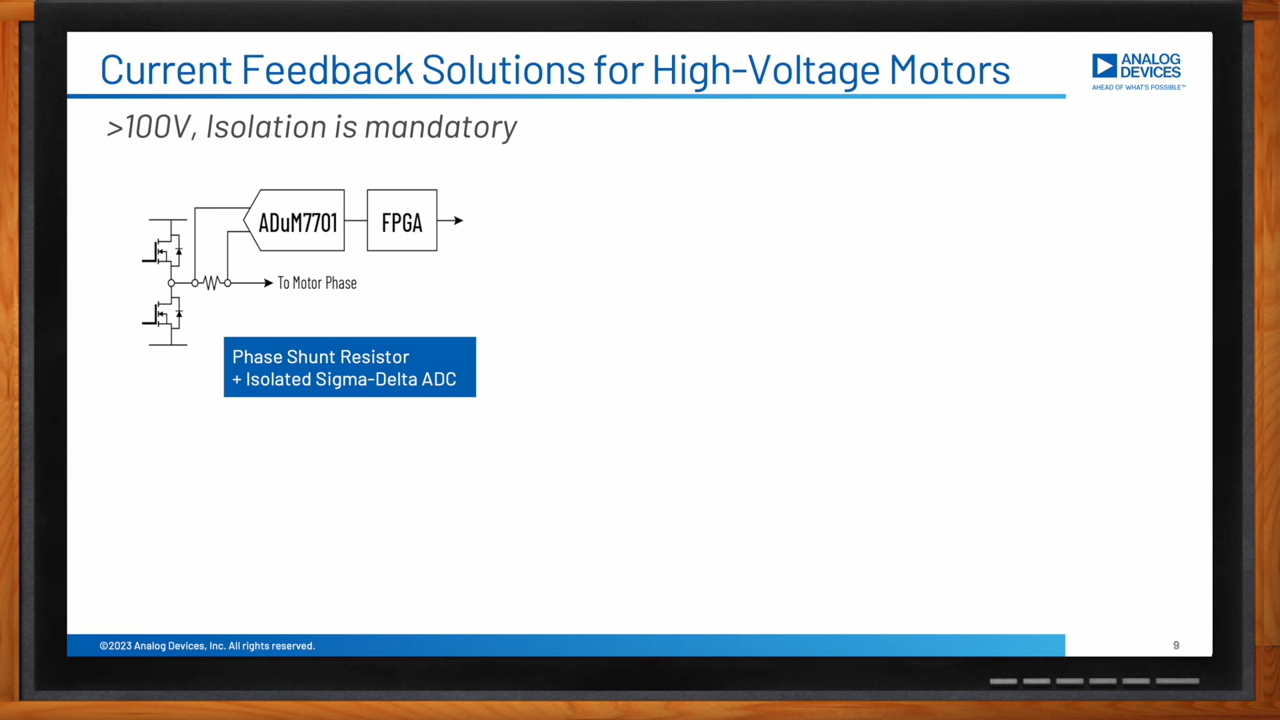 Current Feedback Solutions for High-Voltage Motors
ANALOG
DEVICES
AHEAD OF WHAT'S POSSIBLE™
>100V, Isolation is mandatory
ADuM7701
FPGA
To Motor Phase
Phase Shunt Resistor
+ Isolated Sigma-Delta ADC
©2023 Analog Devices, Inc. All rights reserved.
9